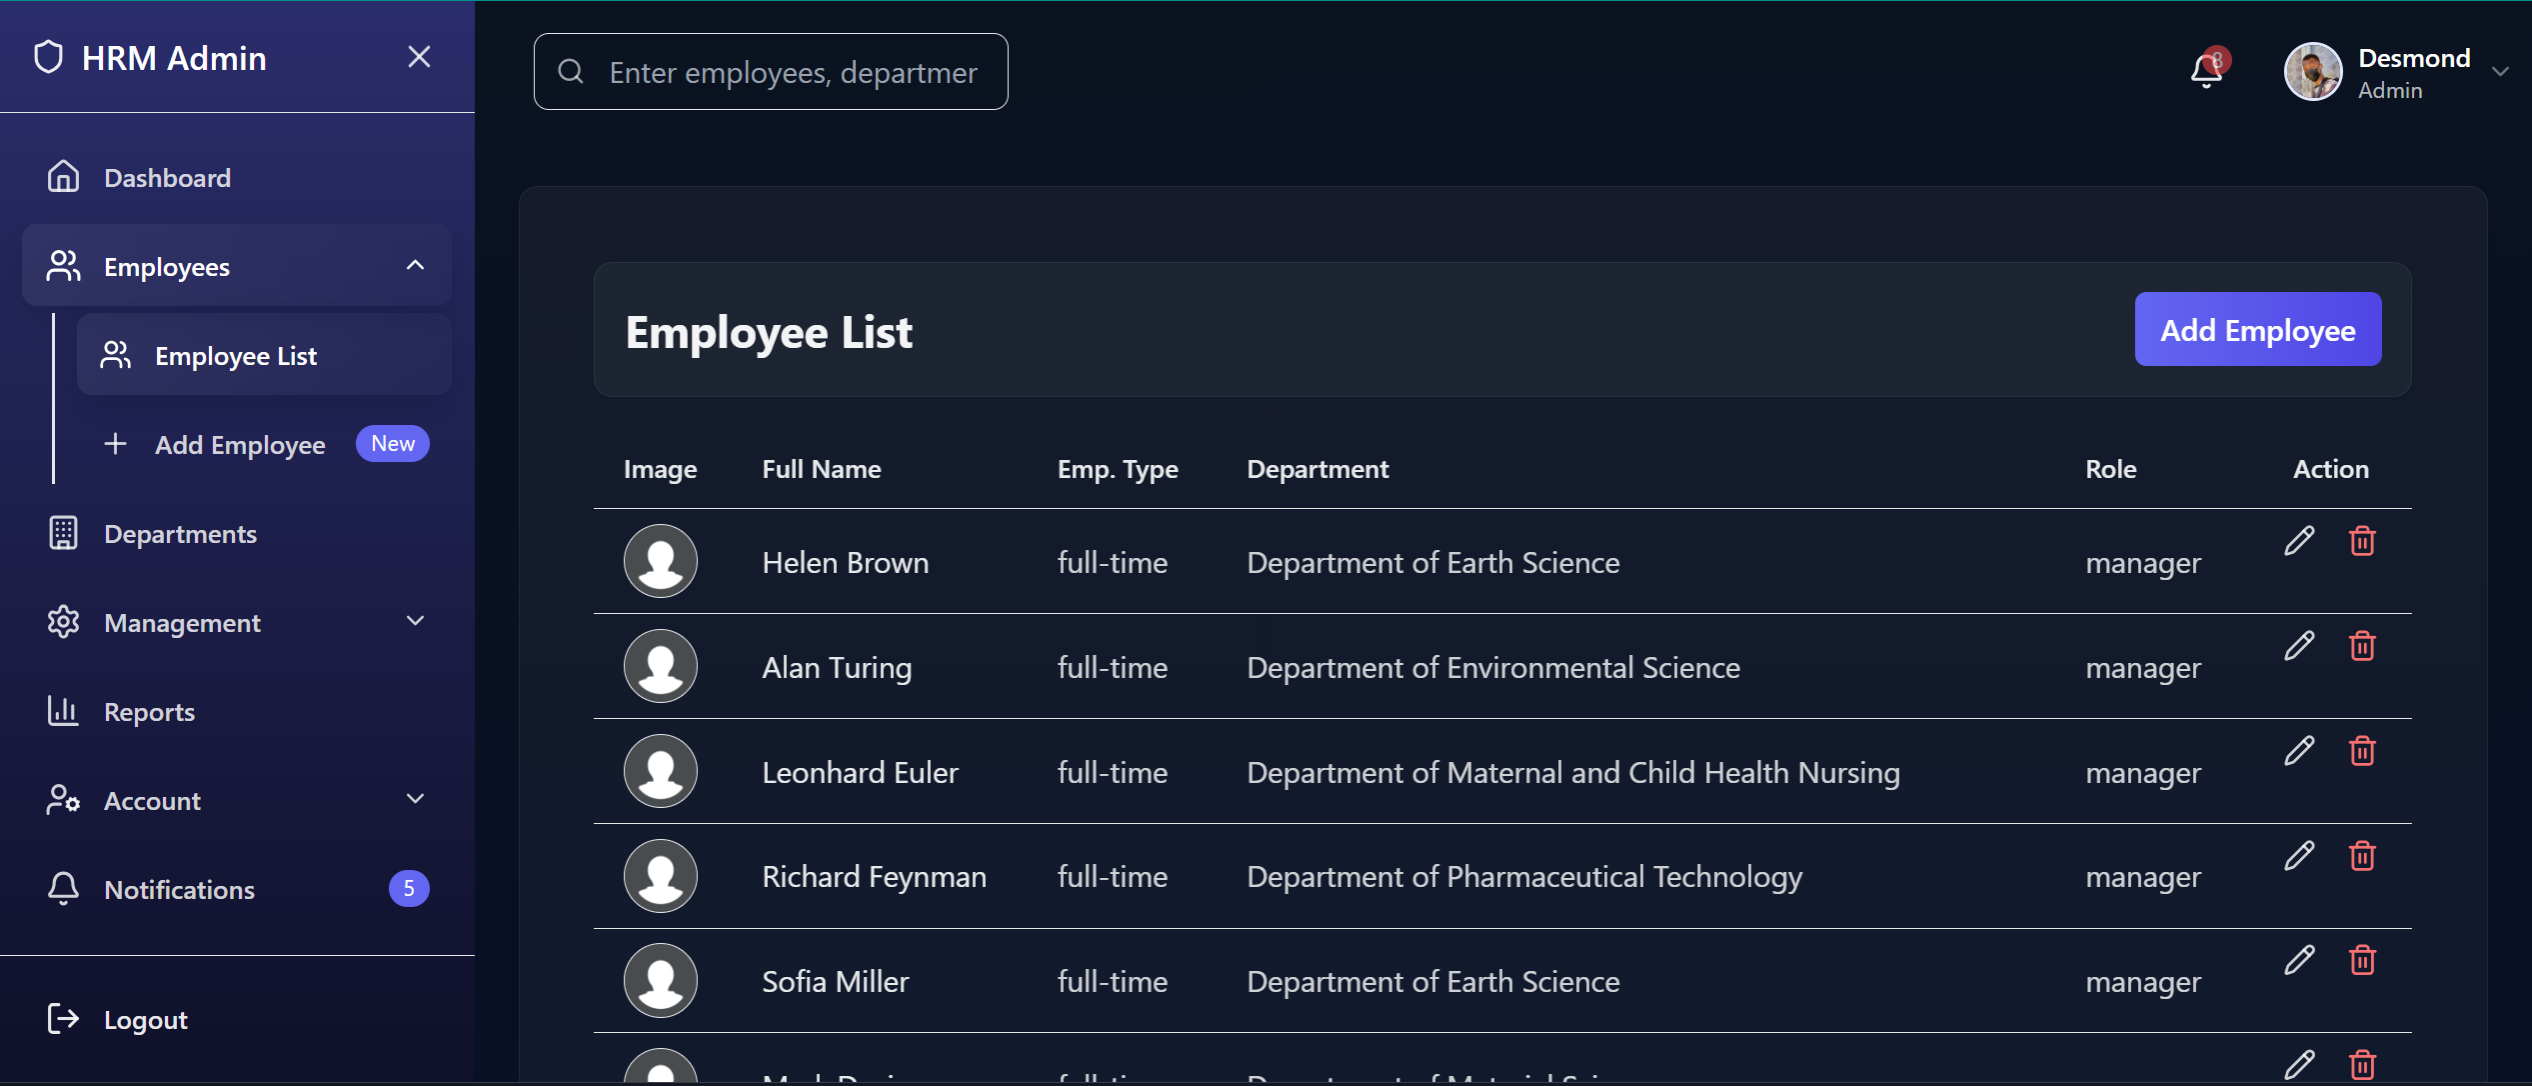 HRM Admin
Enter employees, departmer
8
Desmond
Admin
Dashboard
Employees
Employee List
Add Employee New
Departments
Management
Reports
Account
Notifications 5
Logout
Employee List
Add Employee
Image Full Name Emp. Type Department Role Action
Helen Brown full-time Department of Earth Science manager
Alan Turing full-time Department of Environmental Science manager
Leonhard Euler full-time Department of Maternal and Child Health Nursing manager
Richard Feynman full-time Department of Pharmaceutical Technology manager
Sofia Miller full-time Department of Earth Science manager
full-time Department of